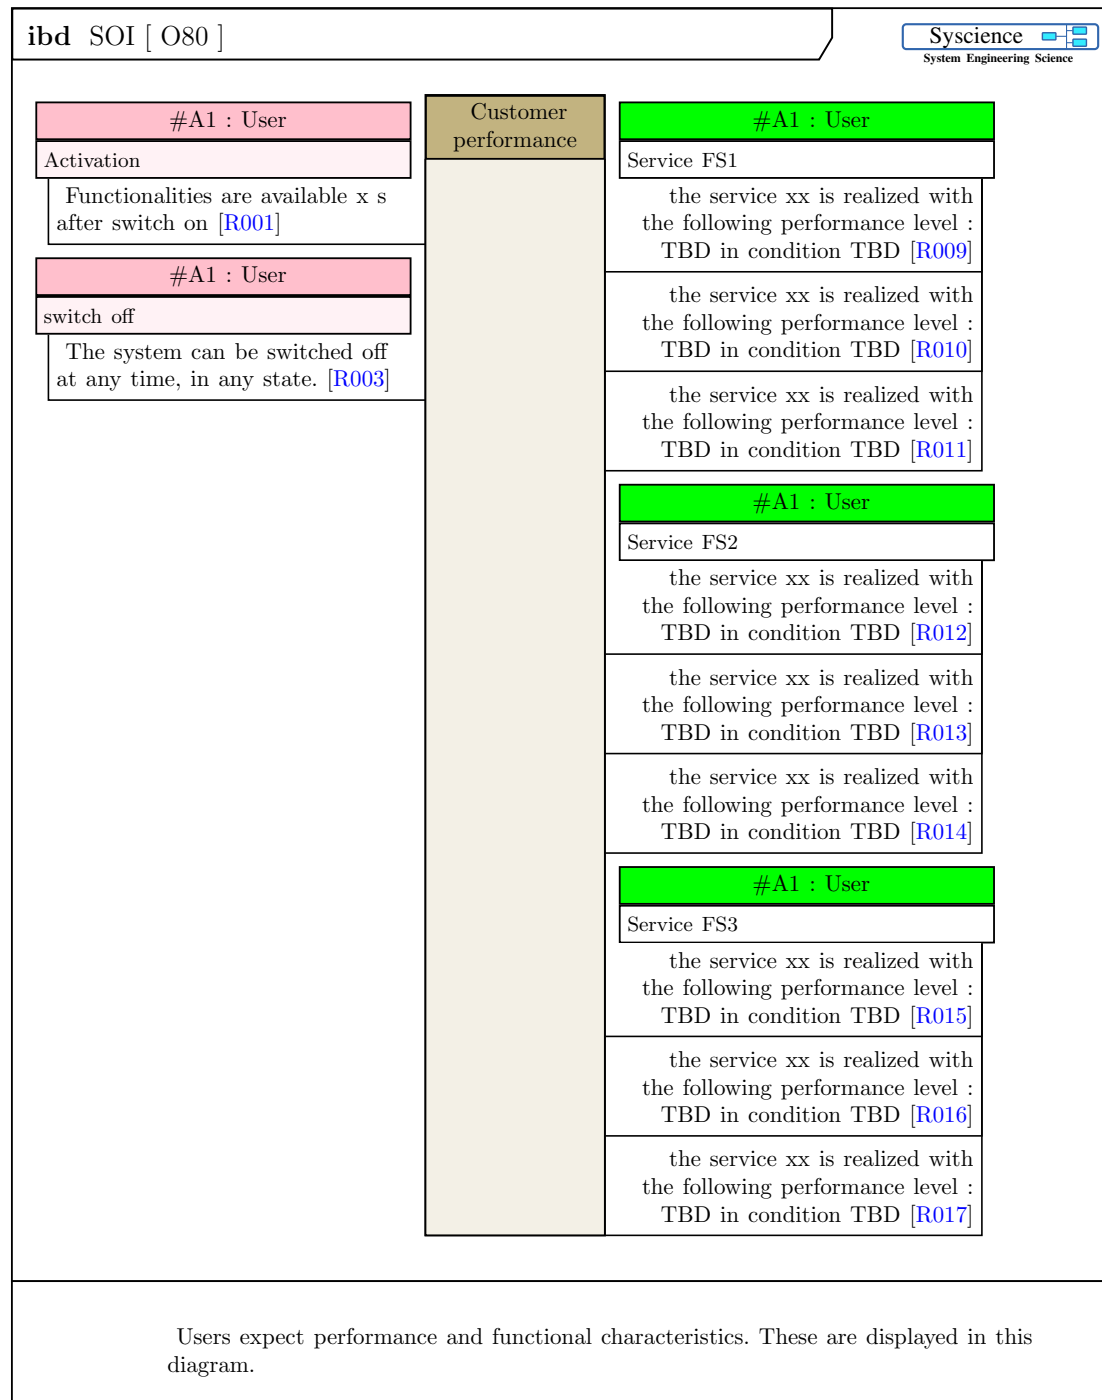 ibd SOI [ O80 ]
Syscience
System Engineering Science
#A1 : User
Activation
Functionalities are available x s
after switch on [R001]
#A1 : User
switch off
The system can be switched off
at any time, in any state. [R003]
Customer
performance
#A1 : User
Service FS1
the service xx is realized with
the following performance level :
TBD in condition TBD [R009]
the service xx is realized with
the following performance level :
TBD in condition TBD [R010]
the service xx is realized with
the following performance level :
TBD in condition TBD [R011]
#A1 : User
Service FS2
the service xx is realized with
the following performance level :
TBD in condition TBD [R012]
the service xx is realized with
the following performance level :
TBD in condition TBD [R013]
the service xx is realized with
the following performance level :
TBD in condition TBD [R014]
#A1 : User
Service FS3
the service xx is realized with
the following performance level :
TBD in condition TBD [R015]
the service xx is realized with
the following performance level :
TBD in condition TBD [R016]
the service xx is realized with
the following performance level :
TBD in condition TBD [R017]
Users expect performance and functional characteristics. These are displayed in this
diagram.